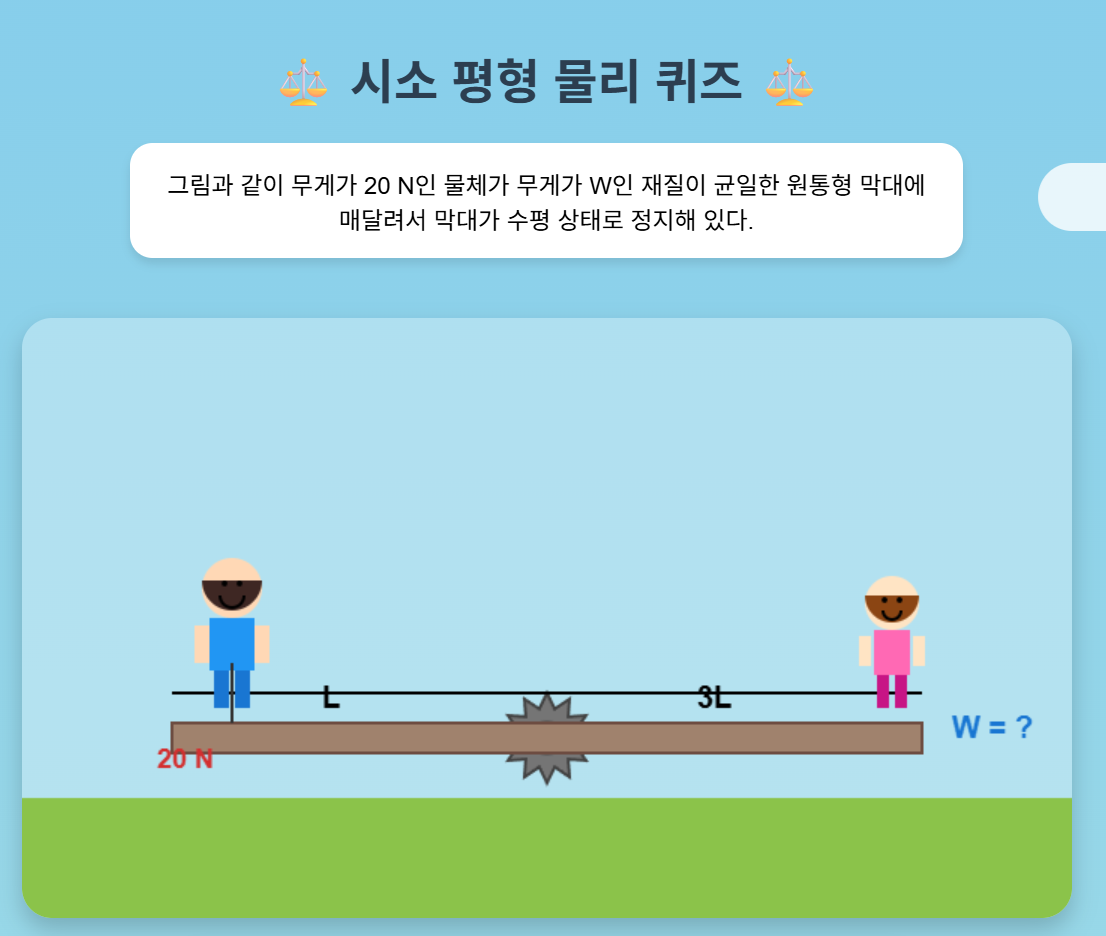 ⚖️ 시소 평형 물리 퀴즈 ⚖️
그림과 같이 무게가 20 N인 물체가 무게가 W인 재질이 균일한 원통형 막대에
매달려서 막대가 수평 상태로 정지해 있다.
L
3L
W = ?
20 N